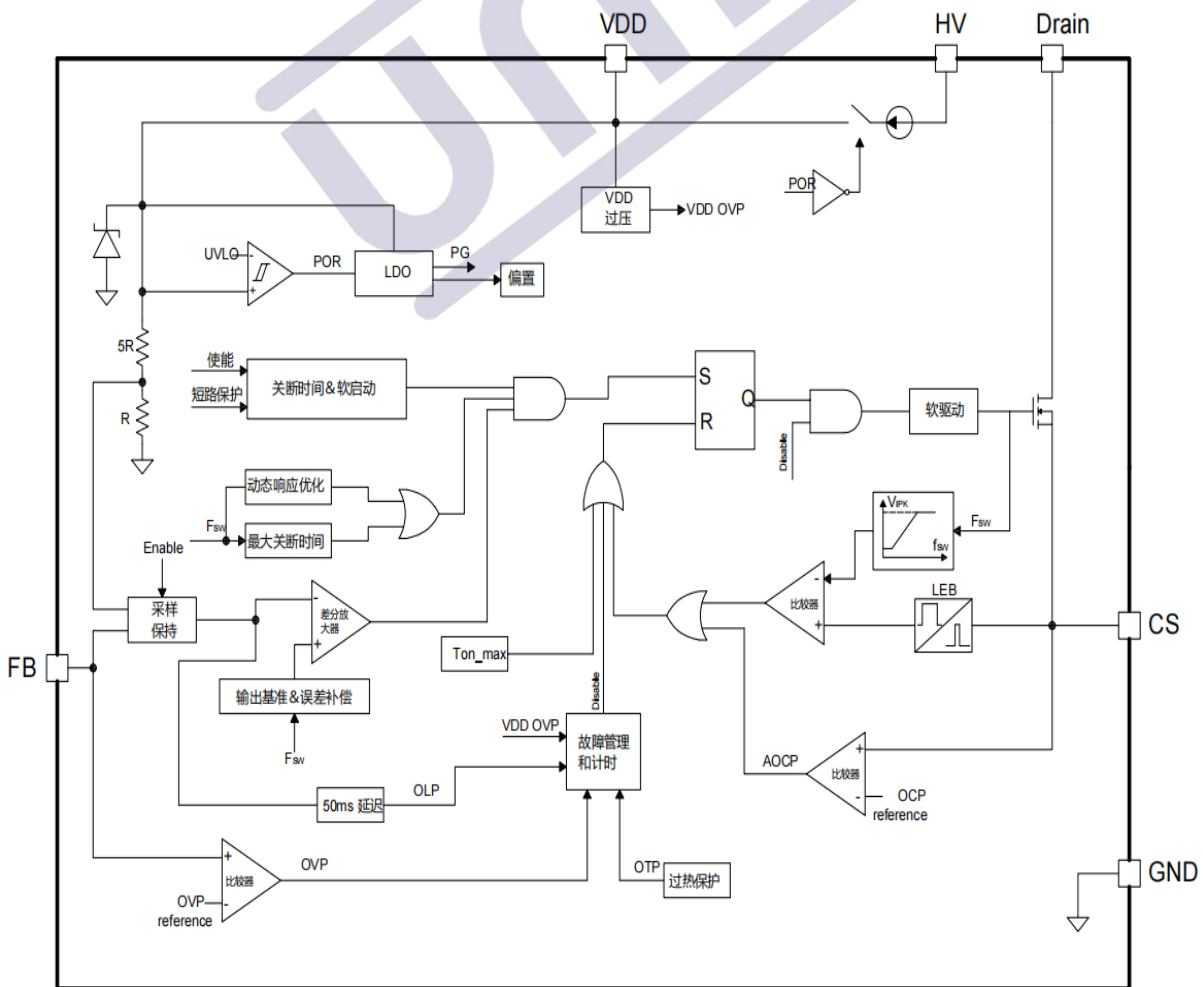 VDD
HV
Drain
POR
VDD
过压
VDD OVP
UVLO
-
+
POR
LDO
PG
偏置
5R
R
使能
短路保护
关断时间&软启动
S
R
Q
Disable
软驱动
动态响应优化
Fsw
最大关断时间
Enable
采样
保持
-
+
差分放
大器
VIPK
fsw
Fsw
-
+
比较器
LEB
CS
FB
Ton_max
输出基准&误差补偿
Fsw
Disable
VDD OVP
故障管理
和计时
50ms 延迟
OLP
AOCP
+
-
比较器
OCP
reference
+
-
比较器
OVP
OVP
reference
OTP
过热保护
GND